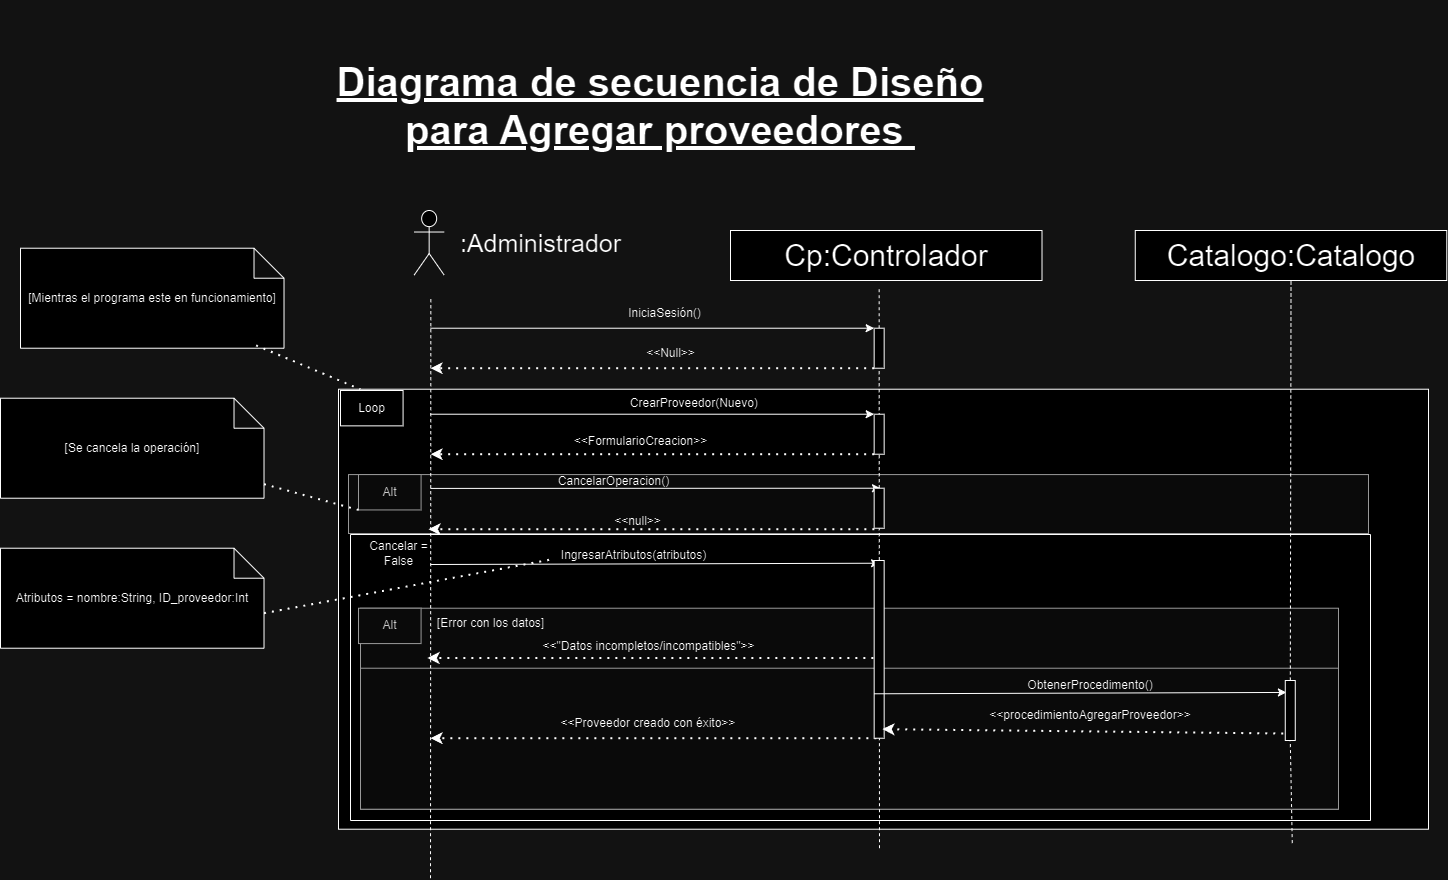 Diagrama de secuencia de Diseño
para Agregar proveedores
:Administrador
Cp:Controlador
Catalogo:Catalogo
[Mientras el programa este en funcionamiento]
IniciaSesión()
<<Null>>
Loop
CrearProveedor(Nuevo)
<<FormularioCreacion>>
[Se cancela la operación]
Alt
CancelarOperacion()
<<null>>
Cancelar =
False
IngresarAtributos(atributos)
Atributos = nombre:String, ID_proveedor:Int
Alt
[Error con los datos]
<<"Datos incompletos/incompatibles">>
ObtenerProcedimento()
<<procedimientoAgregarProveedor>>
<<Proveedor creado con éxito>>